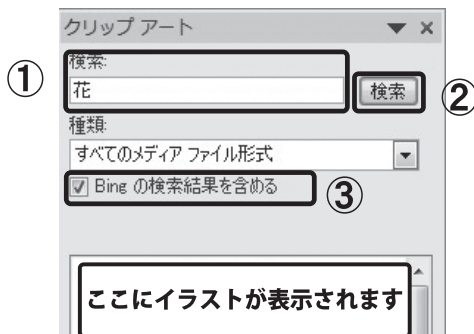 クリップ アート
① 検索:
花 検索 ②
種類:
すべてのメディア ファイル形式
Bing の検索結果を含める ③
ここにイラストが表示されます